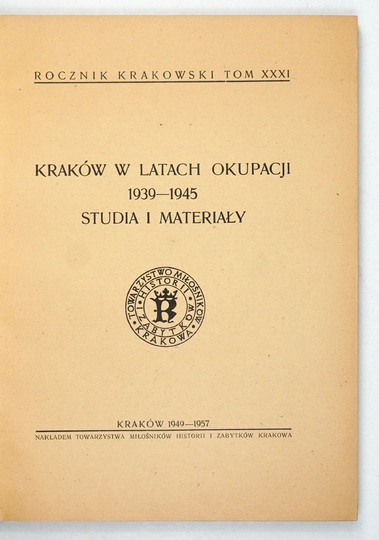 ROCZNIK KRAKOWSKI TOM XXXI
KRAKÓW W LATACH OKUPACJI
1939—1945
STUDIA I MATERIAŁY
TOWARZYSTWO MIŁOŚNIKÓW
HISTORII
I ZABYTKÓW
KRAKOWA
KRAKÓW 1949—1957
NAKŁADEM TOWARZYSTWA MIŁOŚNIKÓW HISTORII I ZABYTKÓW KRAKOWA